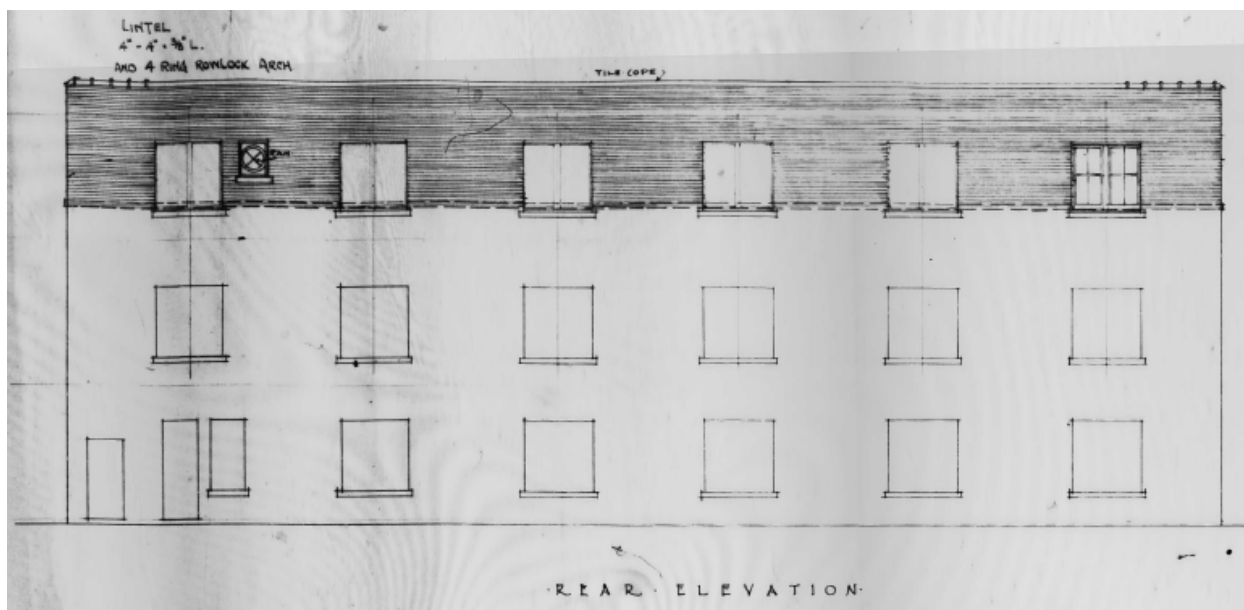 LINTEL
4" - 4" - 3/8" L.
AND 4 RING ROWLOCK ARCH
TILE COPE
FAN
· REAR · ELEVATION ·